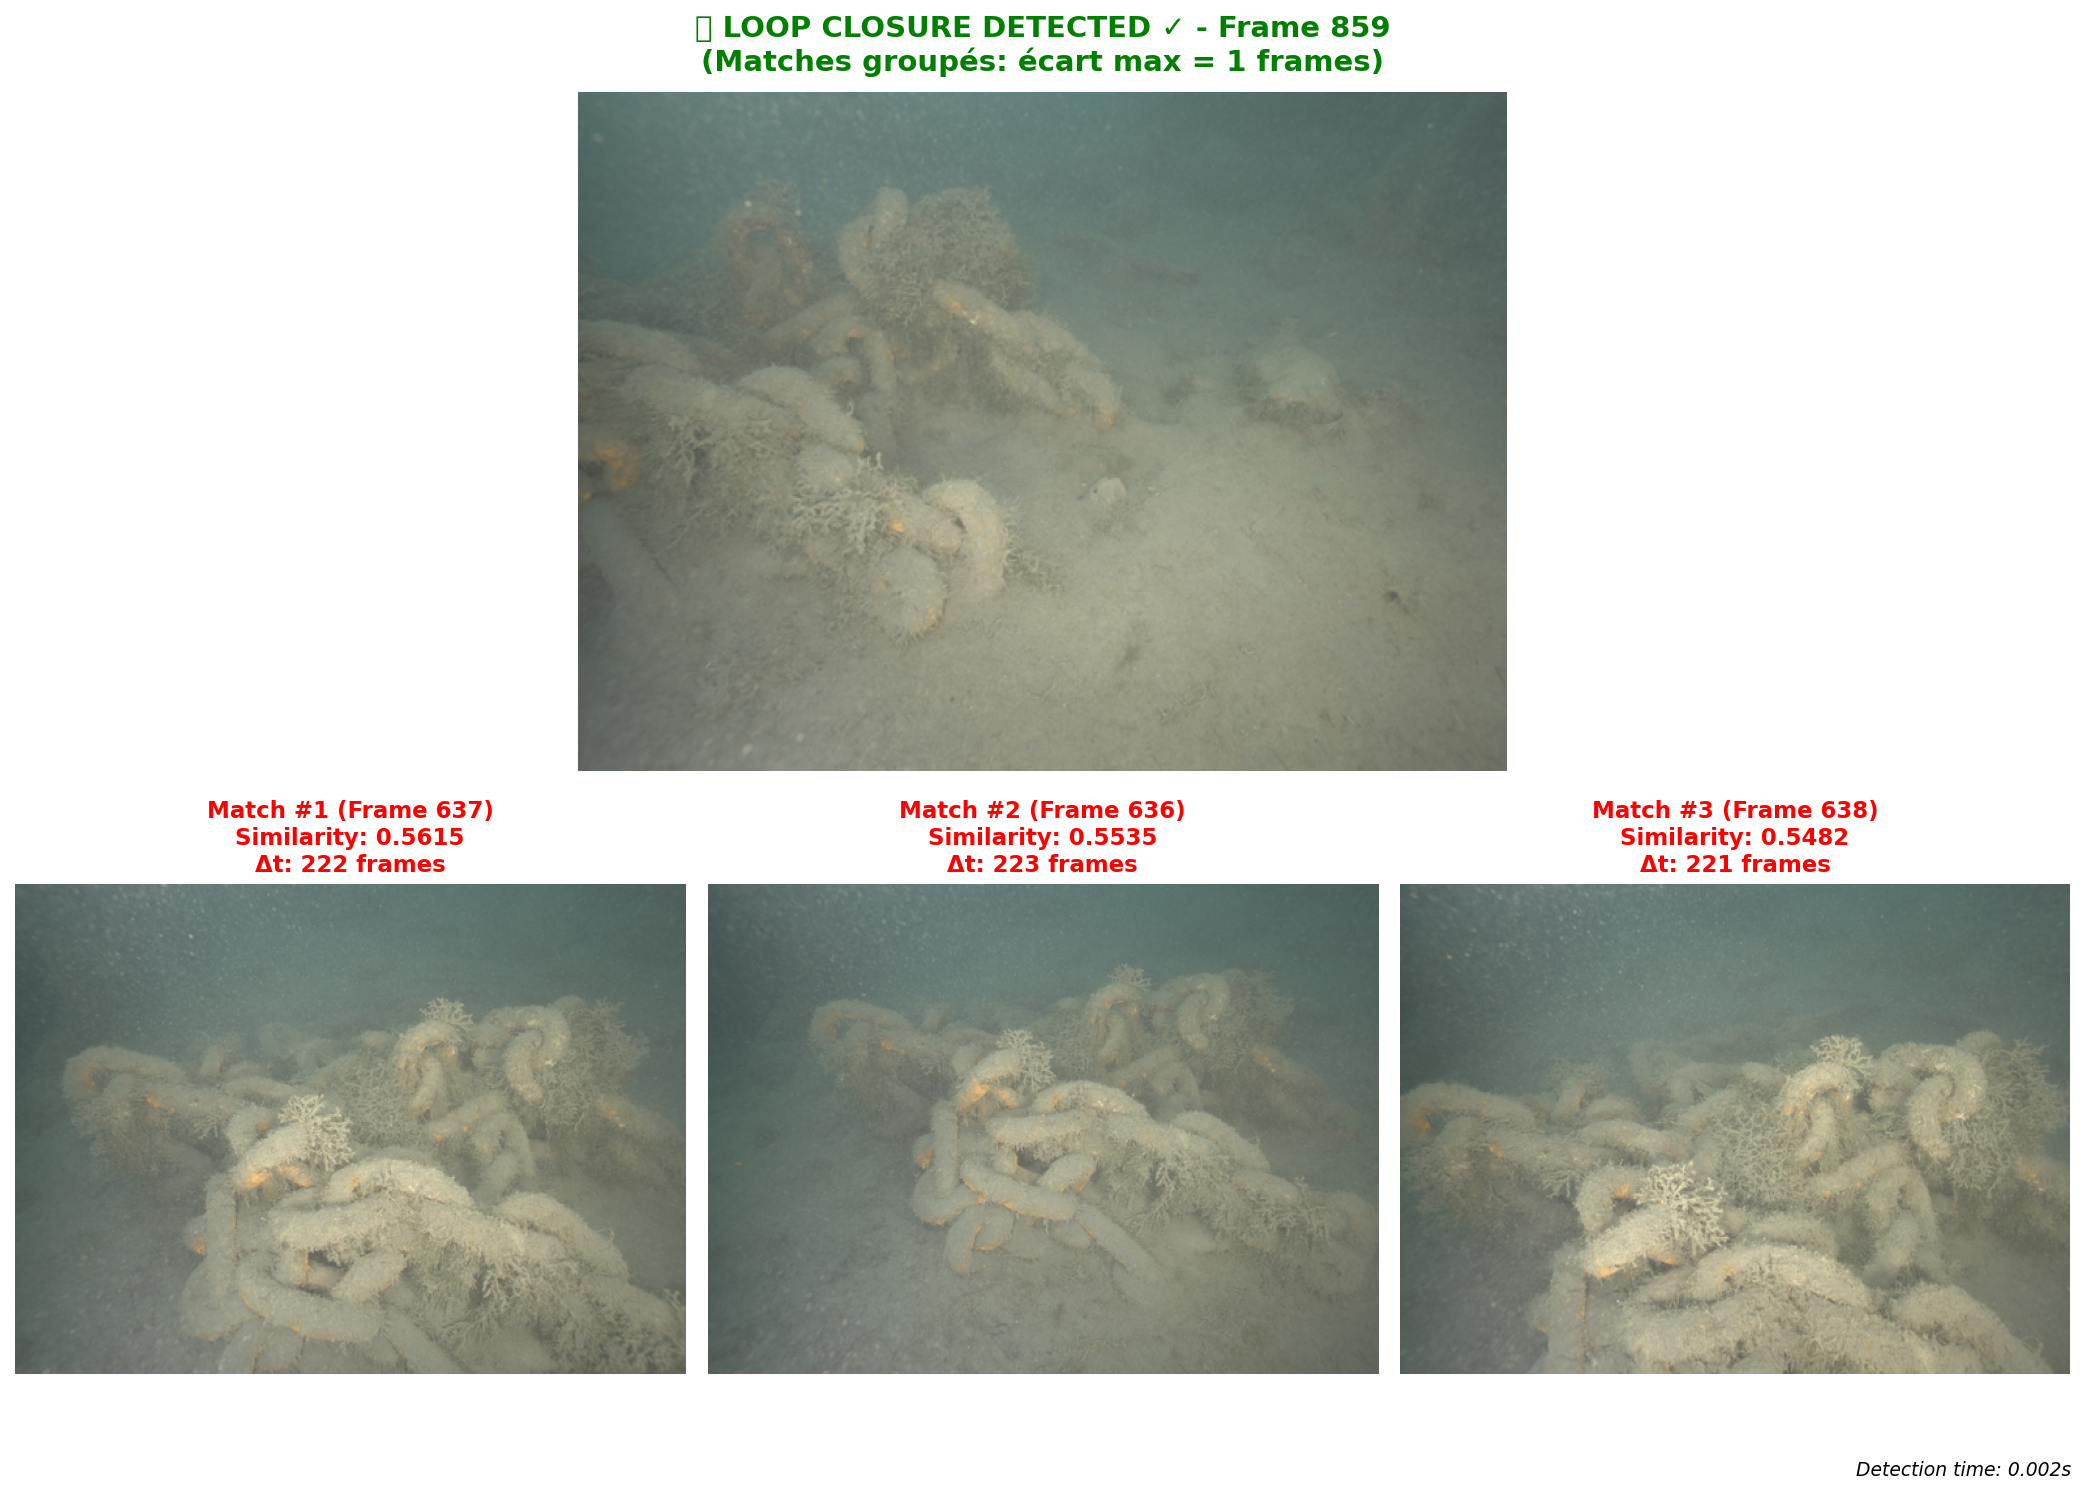 LOOP CLOSURE DETECTED ✓ - Frame 859
(Matches groupés: écart max = 1 frames)
Match #1 (Frame 637)
Similarity: 0.5615
Δt: 222 frames
Match #2 (Frame 636)
Similarity: 0.5535
Δt: 223 frames
Match #3 (Frame 638)
Similarity: 0.5482
Δt: 221 frames
Detection time: 0.002s